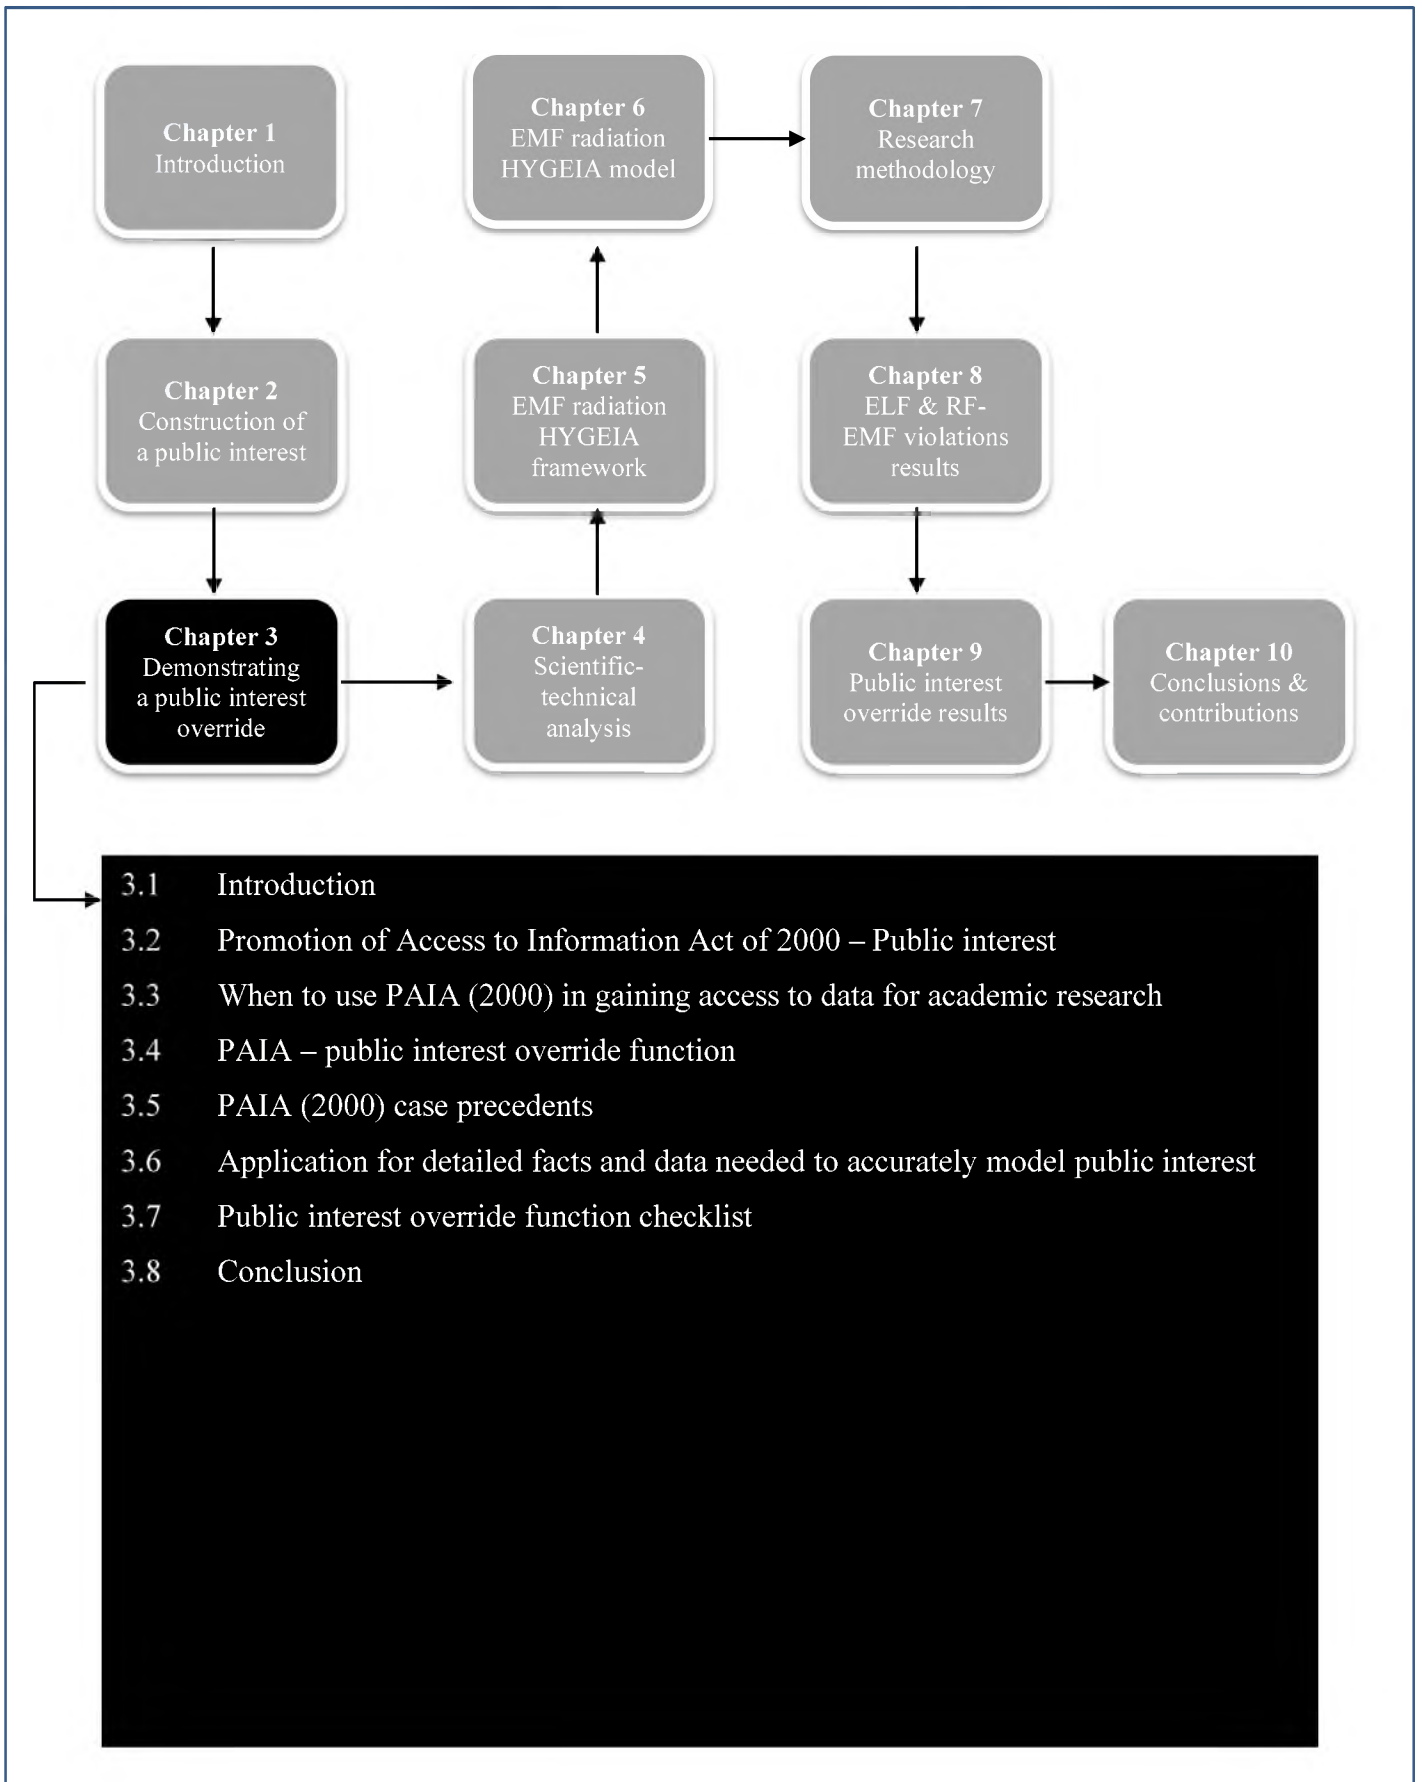 Chapter 1
Introduction
Chapter 2
Construction of
a public interest
Chapter 3
Demonstrating
a public interest
override
Chapter 4
Scientific-
technical
analysis
Chapter 5
EMF radiation
HYGEIA
framework
Chapter 6
EMF radiation
HYGEIA model
Chapter 7
Research
methodology
Chapter 8
ELF & RF-
EMF violations
results
Chapter 9
Public interest
override results
Chapter 10
Conclusions &
contributions
3.1 Introduction
3.2 Promotion of Access to Information Act of 2000 – Public interest
3.3 When to use PAIA (2000) in gaining access to data for academic research
3.4 PAIA – public interest override function
3.5 PAIA (2000) case precedents
3.6 Application for detailed facts and data needed to accurately model public interest
3.7 Public interest override function checklist
3.8 Conclusion